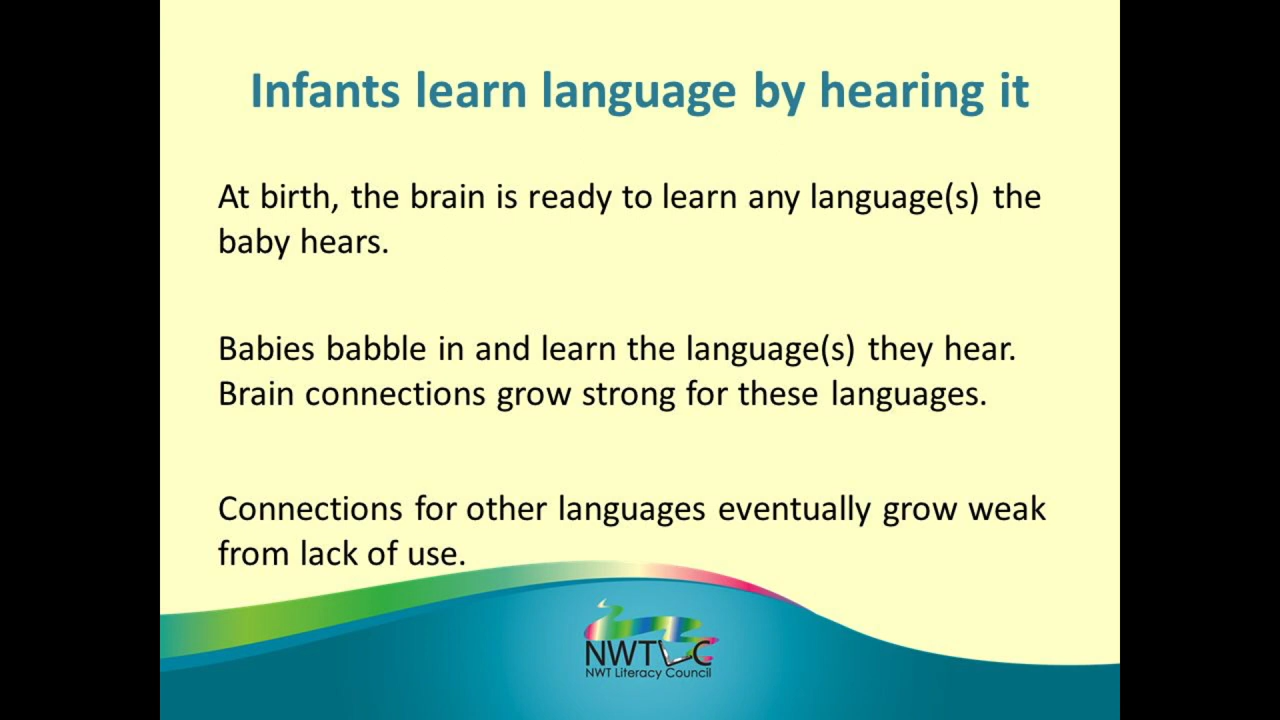 Infants learn language by hearing it
At birth, the brain is ready to learn any language(s) the
baby hears.
Babies babble in and learn the language(s) they hear.
Brain connections grow strong for these languages.
Connections for other languages eventually grow weak
from lack of use.
NWTLC
NWT Literacy Council